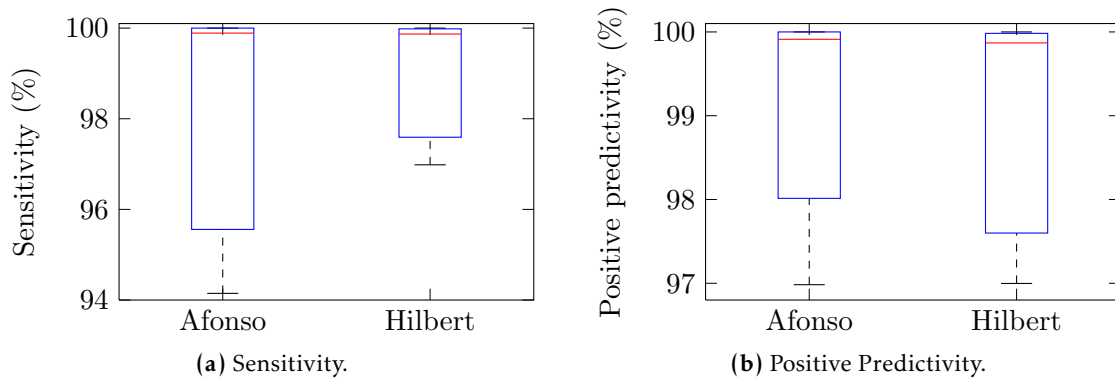 Sensitivity (%)
100
98
96
94
Afonso Hilbert
(a) Sensitivity.
Positive predictivity (%)
100
99
98
97
Afonso Hilbert
(b) Positive Predictivity.